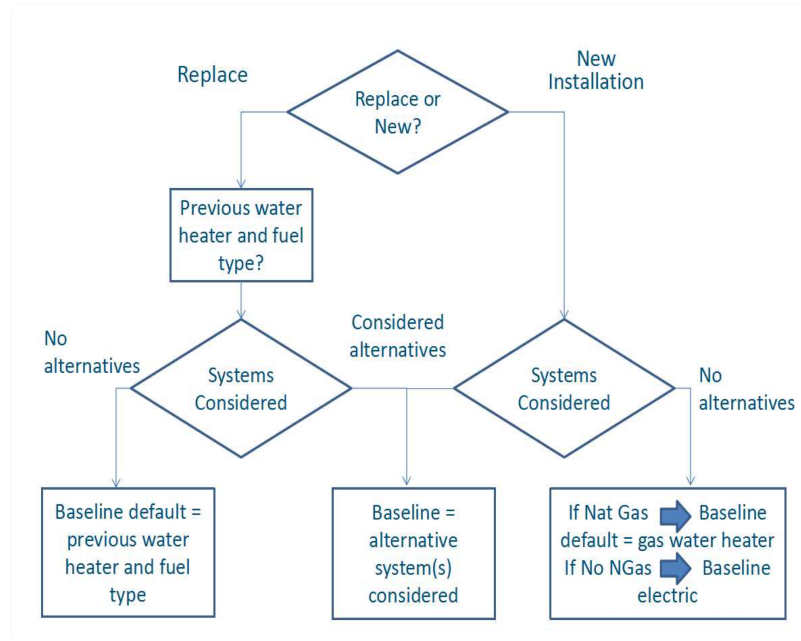 Replace
New
Installation
Replace or
New?
Previous water
heater and fuel
type?
No
alternatives
Considered
alternatives
Systems
Considered
Systems
Considered
No
alternatives
Baseline default =
previous water
heater and fuel
type
Baseline =
alternative
system(s)
considered
If Nat Gas Baseline
default = gas water heater
If No NGas Baseline
electric